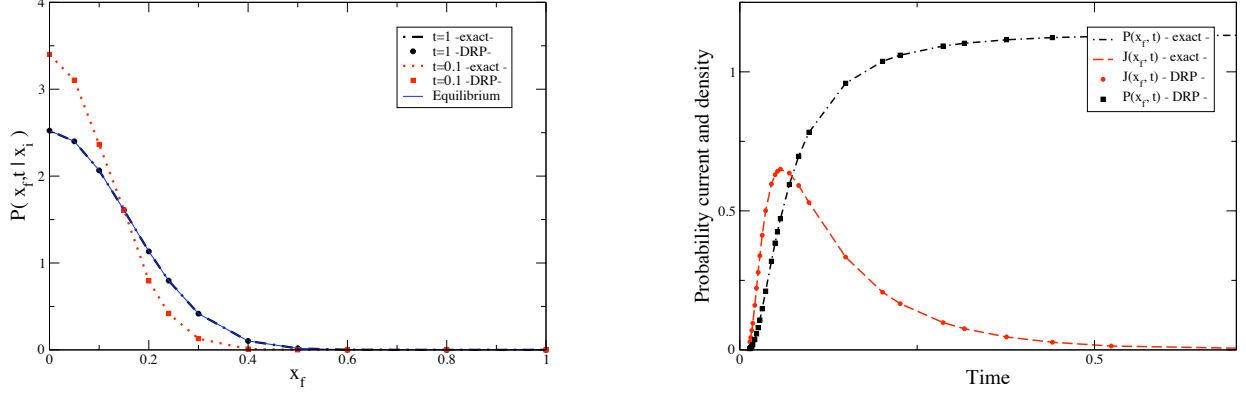 4
3
2
1
0
0
0.2
0.4
0.6
0.8
1
P( x_f,t | x_i )
x_f
t=1 -exact-
t=1 -DRP-
t=0.1 -exact -
t=0.1 -DRP-
Equilibrium
1
0.5
0
0
0.5
Probability current and density
Time
P(x_f, t) - exact -
J(x_f, t) - exact -
J(x_f, t) - DRP -
P(x_f, t) - DRP -